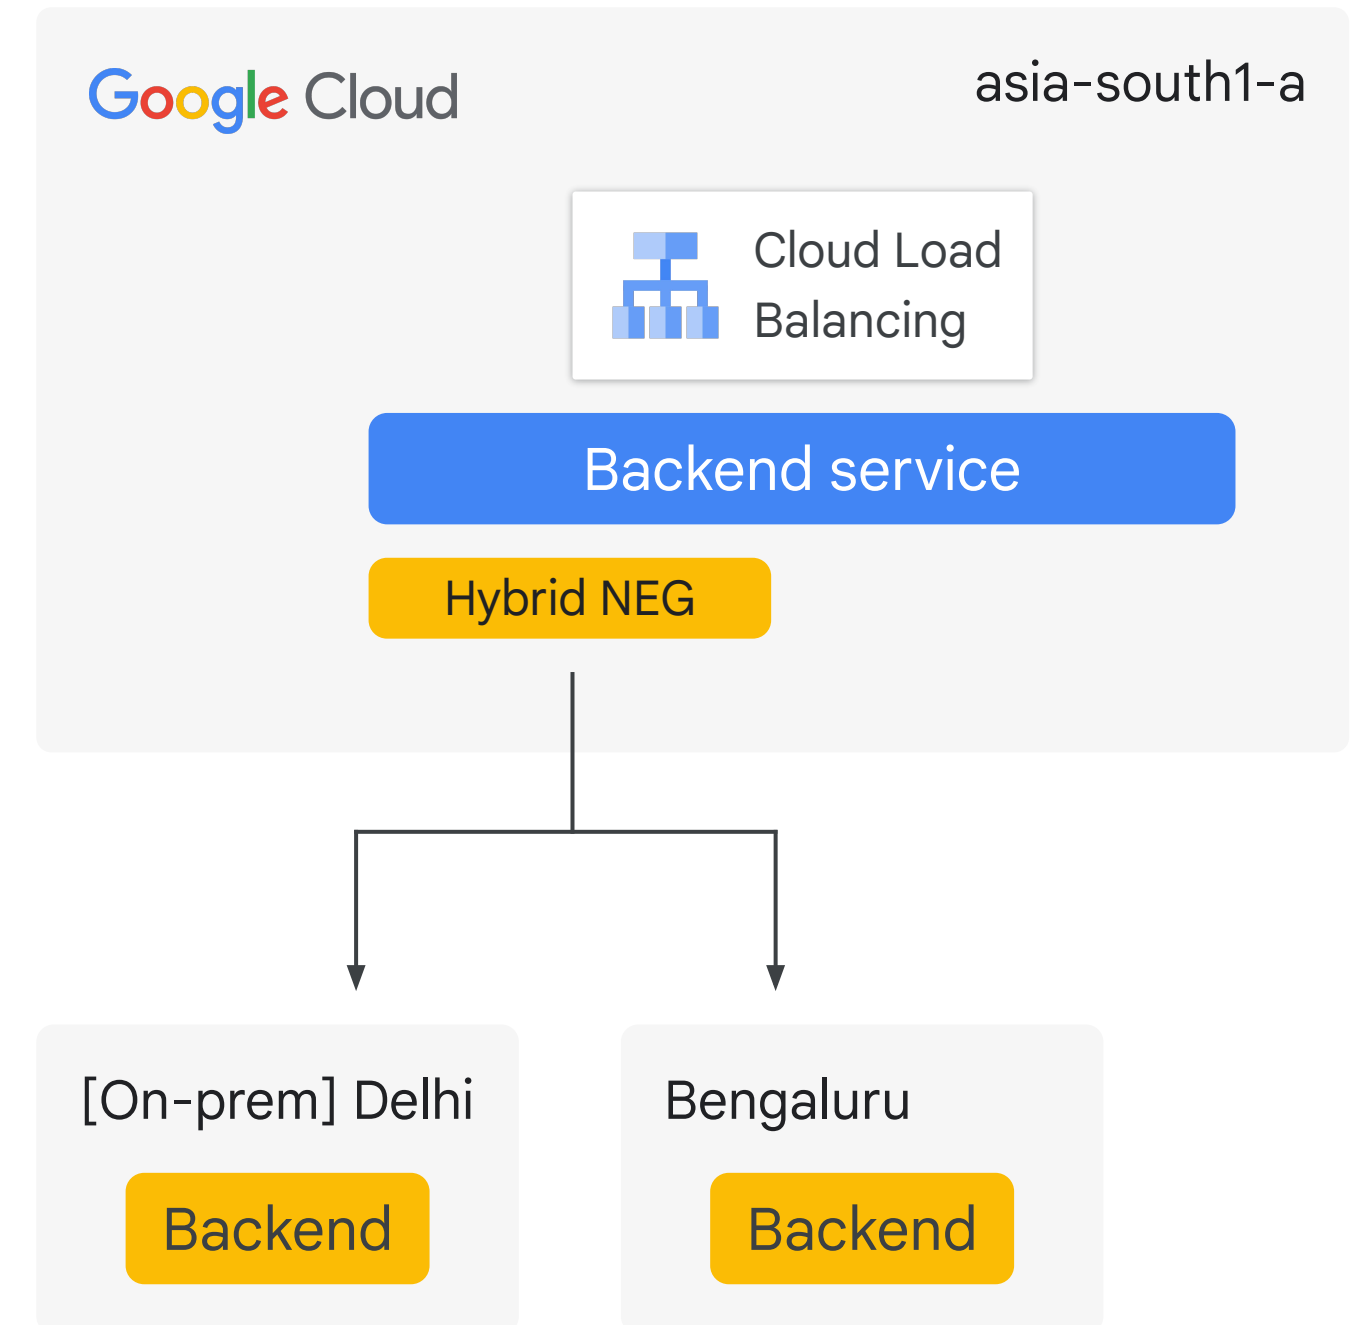 Google Cloud
asia-south1-a
Cloud Load
Balancing
Backend service
Hybrid NEG
[On-prem] Delhi
Bengaluru
Backend
Backend